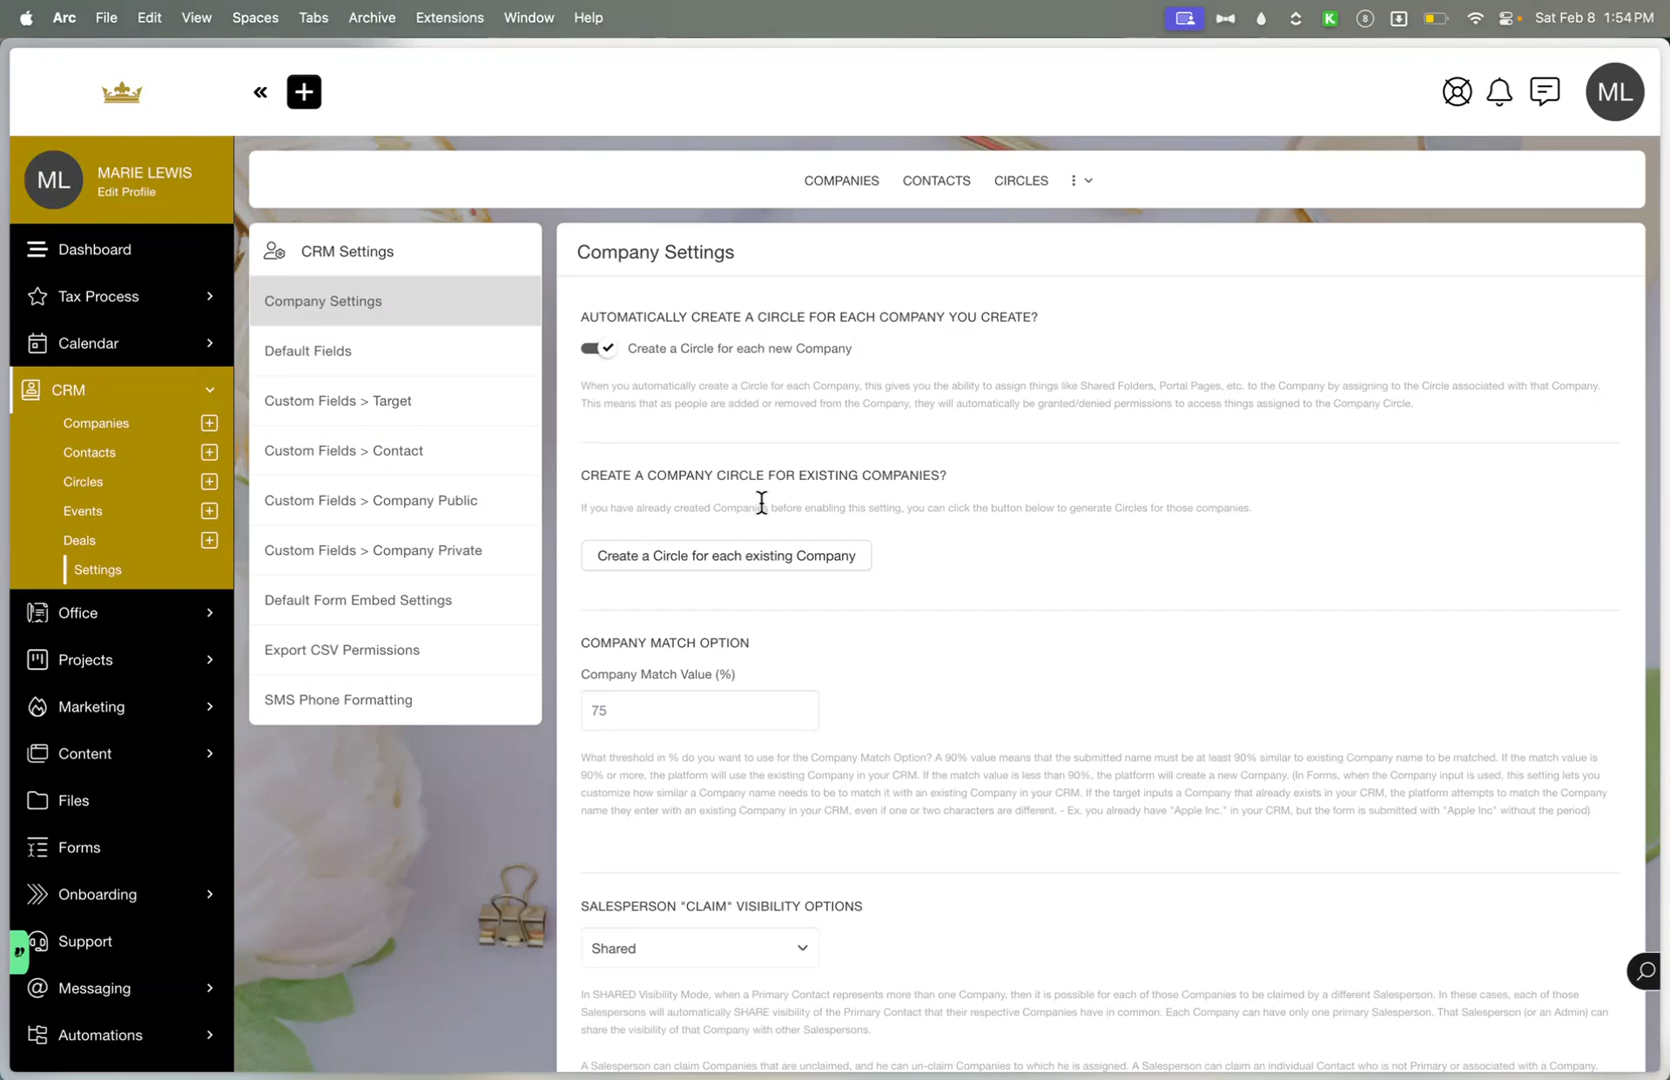 Arc File Edit View Spaces Tabs Archive Extensions Window Help
K 8 Sat Feb 8 1:54 PM
«
ML
ML
MARIE LEWIS
Edit Profile
Dashboard
Tax Process
Calendar
CRM
Companies
Contacts
Circles
Events
Deals
Settings
Office
Projects
Marketing
Content
Files
Forms
Onboarding
Support
Messaging
Automations
COMPANIES CONTACTS CIRCLES
CRM Settings
Company Settings
Default Fields
Custom Fields > Target
Custom Fields > Contact
Custom Fields > Company Public
Custom Fields > Company Private
Default Form Embed Settings
Export CSV Permissions
SMS Phone Formatting
Company Settings
AUTOMATICALLY CREATE A CIRCLE FOR EACH COMPANY YOU CREATE?
Create a Circle for each new Company
When you automatically create a Circle for each Company, this gives you the ability to assign things like Shared Folders, Portal Pages, etc. to the Company by assigning to the Circle associated with that Company.
This means that as people are added or removed from the Company, they will automatically be granted/denied permissions to access things assigned to the Company Circle.
CREATE A COMPANY CIRCLE FOR EXISTING COMPANIES?
If you have already created Companies before enabling this setting, you can click the button below to generate Circles for those companies.
Create a Circle for each existing Company
COMPANY MATCH OPTION
Company Match Value (%)
75
What threshold in % do you want to use for the Company Match Option? A 90% value means that the submitted name must be at least 90% similar to existing Company name to be matched. If the match value is
90% or more, the platform will use the existing Company in your CRM. If the match value is less than 90%, the platform will create a new Company. (In Forms, when the Company input is used, this setting lets you
customize how similar a Company name needs to be to match it with an existing Company in your CRM. If the target inputs a Company that already exists in your CRM, the platform attempts to match the Company
name they enter with an existing Company in your CRM, even if one or two characters are different. - Ex. you already have "Apple Inc." in your CRM, but the form is submitted with "Apple Inc" without the period)
SALESPERSON "CLAIM" VISIBILITY OPTIONS
Shared
In SHARED Visibility Mode, when a Primary Contact represents more than one Company, then it is possible for each of those Companies to be claimed by a different Salesperson. In these cases, each of those
Salespersons will automatically SHARE visibility of the Primary Contact that their respective Companies have in common. Each Company can have only one primary Salesperson. That Salesperson (or an Admin) can
share the visibility of that Company with other Salespersons.
A Salesperson can claim Companies that are unclaimed, and he can un-claim Companies to which he is assigned. A Salesperson can claim an individual Contact who is not Primary or associated with a Company.